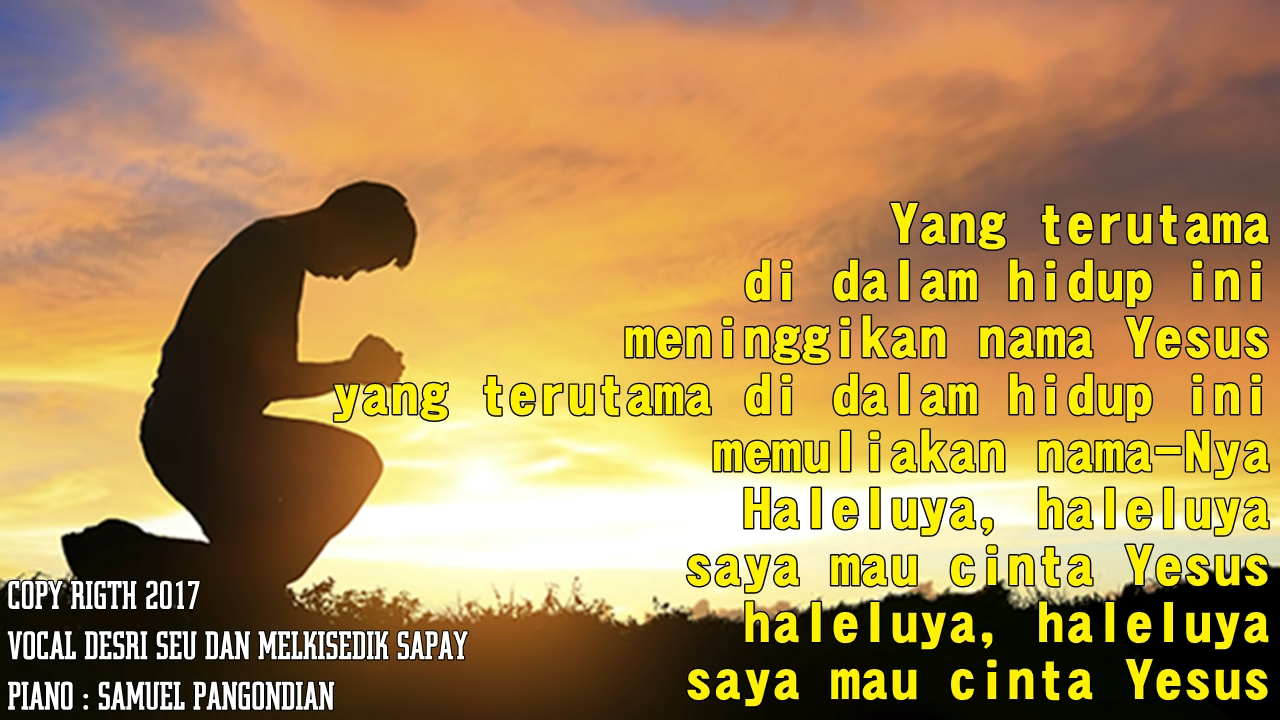 Yang terutama
di dalam hidup ini
meninggikan nama Yesus
yang terutama di dalam hidup ini
memuliakan nama-Nya
Haleluya, haleluya
saya mau cinta Yesus
haleluya, haleluya
saya mau cinta Yesus
COPY RIGTH 2017
VOCAL DESRI SEU DAN MELKISEDIK SAPAY
PIANO : SAMUEL PANGONDIAN